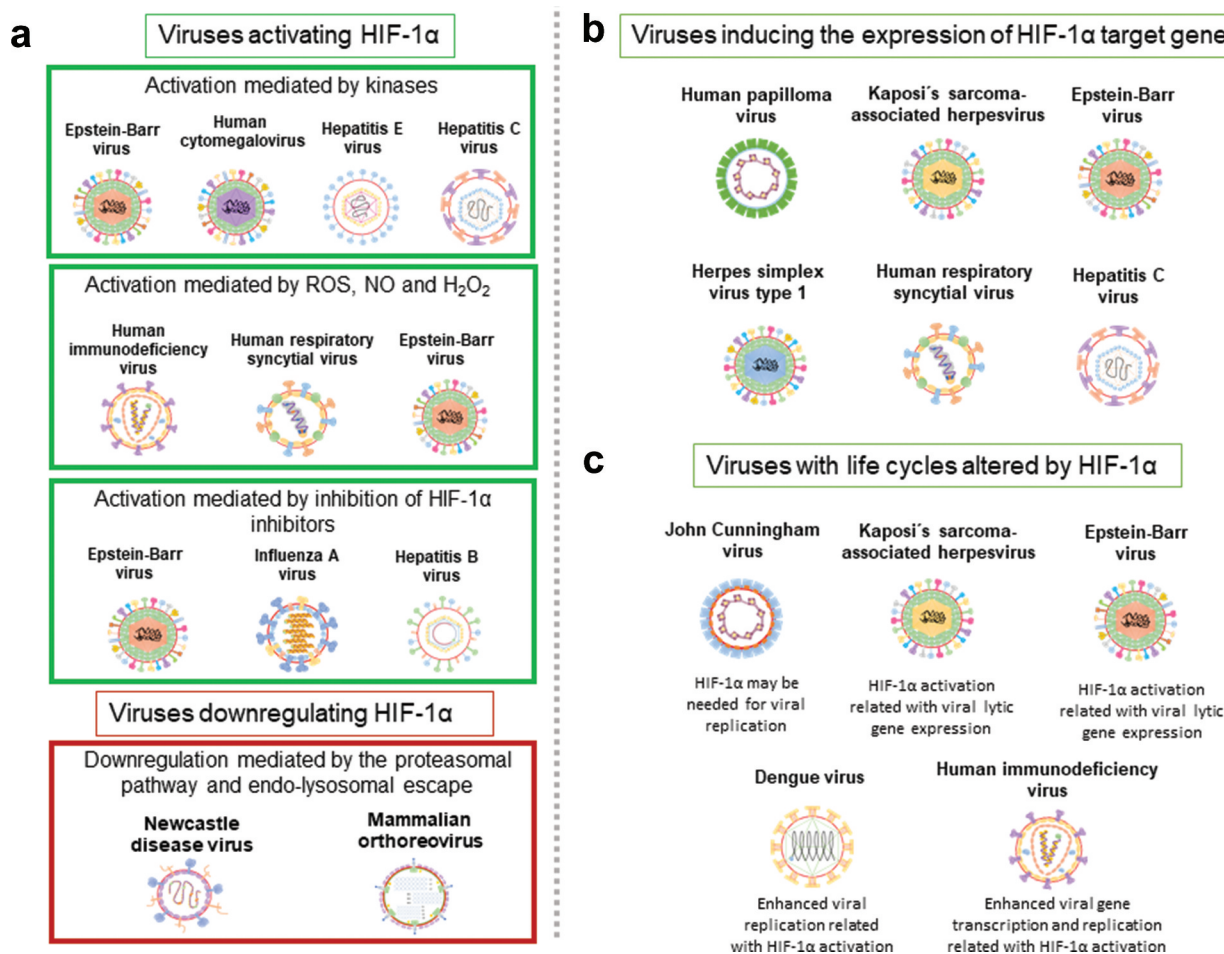 a
Viruses activating HIF-1α
Activation mediated by kinases
Epstein-Barr
virus
Human
cytomegalovirus
Hepatitis E
virus
Hepatitis C
virus
Activation mediated by ROS, NO and H₂O₂
Human
immunodeficiency
virus
Human respiratory
syncytial virus
Epstein-Barr
virus
Activation mediated by inhibition of HIF-1α
inhibitors
Epstein-Barr
virus
Influenza A
virus
Hepatitis B
virus
Viruses downregulating HIF-1α
Downregulation mediated by the proteasomal
pathway and endo-lysosomal escape
Newcastle
disease virus
Mammalian
orthoreovirus
b
Viruses inducing the expression of HIF-1α target gene
Human papilloma
virus
Kaposi´s sarcoma-
associated herpesvirus
Epstein-Barr
virus
Herpes simplex
virus type 1
Human respiratory
syncytial virus
Hepatitis C
virus
c
Viruses with life cycles altered by HIF-1α
John Cunningham
virus
Kaposi´s sarcoma-
associated herpesvirus
Epstein-Barr
virus
HIF-1α may be
needed for viral
replication
HIF-1α activation
related with viral lytic
gene expression
HIF-1α activation
related with viral lytic
gene expression
Dengue virus
Human immunodeficiency
virus
Enhanced viral
replication related
with HIF-1α activation
Enhanced viral gene
transcription and replication
related with HIF-1α activation